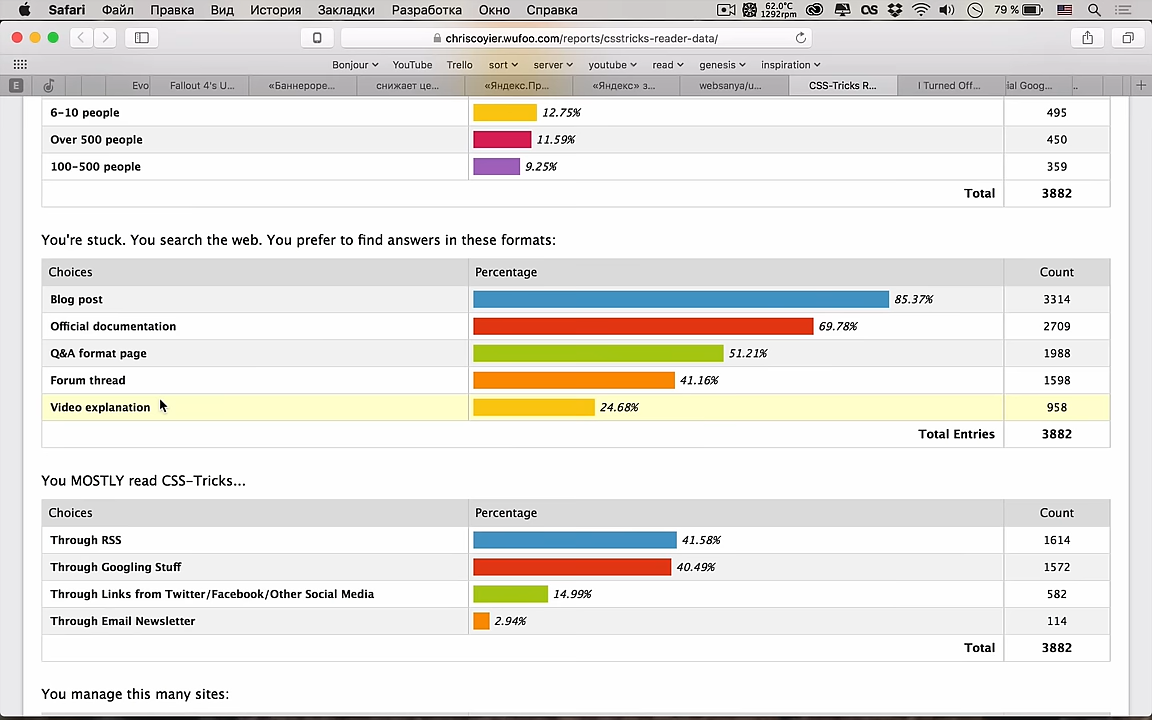 Safari Файл Правка Вид История Закладки Разработка Окно Справка 62.0°C 1292rpm 79 %
chriscoyier.wufoo.com/reports/csstricks-reader-data/
Bonjour YouTube Trello sort server youtube read genesis inspiration
E Evo Fallout 4's U... «Баннероре... снижает це... «Яндекс.Пр... «Яндекс» з... websanya/u... CSS-Tricks R... I Turned Off... ial Goog... ..
6-10 people 12.75% 495
Over 500 people 11.59% 450
100-500 people 9.25% 359
Total 3882
You're stuck. You search the web. You prefer to find answers in these formats:
Choices Percentage Count
Blog post 85.37% 3314
Official documentation 69.78% 2709
Q&A format page 51.21% 1988
Forum thread 41.16% 1598
Video explanation 24.68% 958
Total Entries 3882
You MOSTLY read CSS-Tricks...
Choices Percentage Count
Through RSS 41.58% 1614
Through Googling Stuff 40.49% 1572
Through Links from Twitter/Facebook/Other Social Media 14.99% 582
Through Email Newsletter 2.94% 114
Total 3882
You manage this many sites: